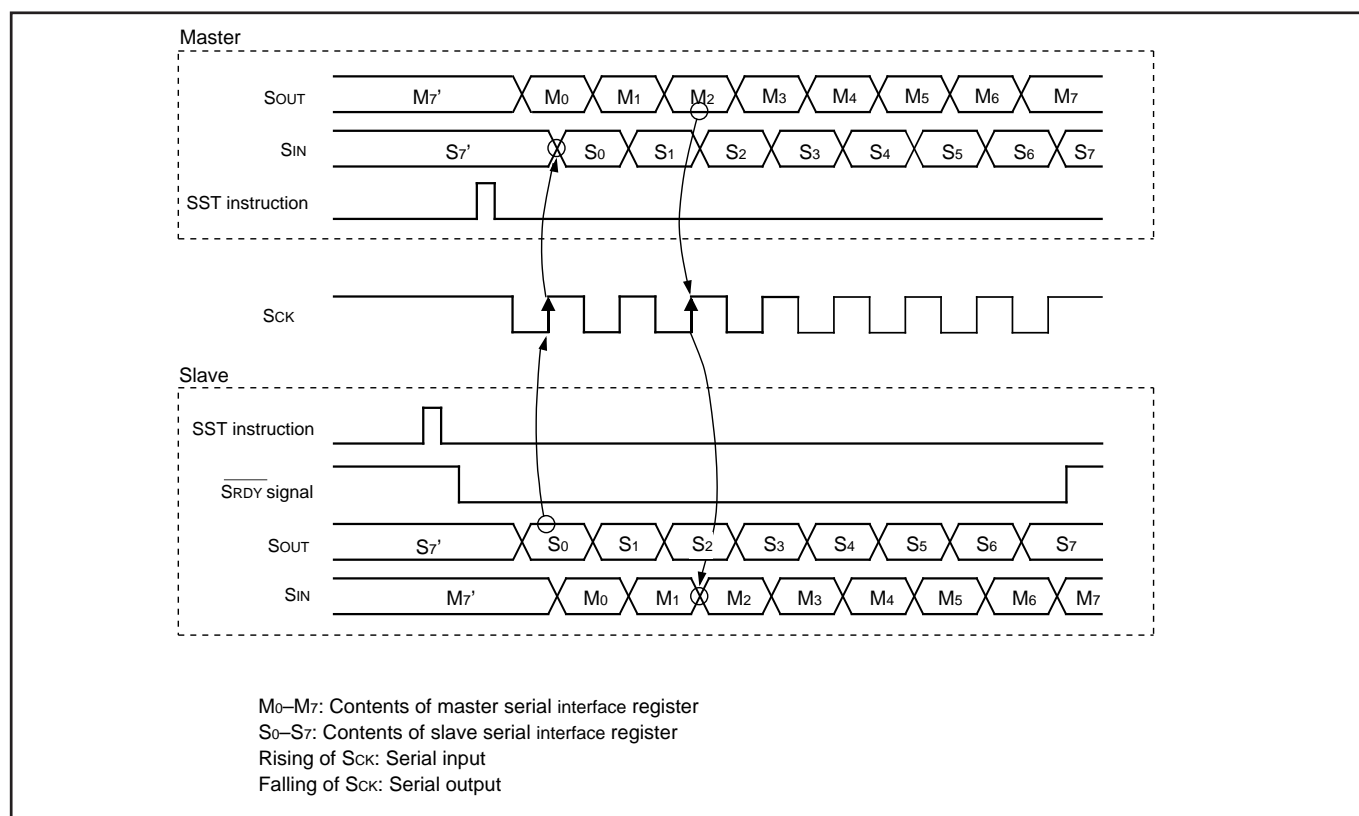 Master
SOUT M7' M0 M1 M2 M3 M4 M5 M6 M7
SIN S7' S0 S1 S2 S3 S4 S5 S6 S7
SST instruction
SCK
Slave
SST instruction
SRDY signal
SOUT S7' S0 S1 S2 S3 S4 S5 S6 S7
SIN M7' M0 M1 M2 M3 M4 M5 M6 M7
M0–M7: Contents of master serial interface register
S0–S7: Contents of slave serial interface register
Rising of SCK: Serial input
Falling of SCK: Serial output